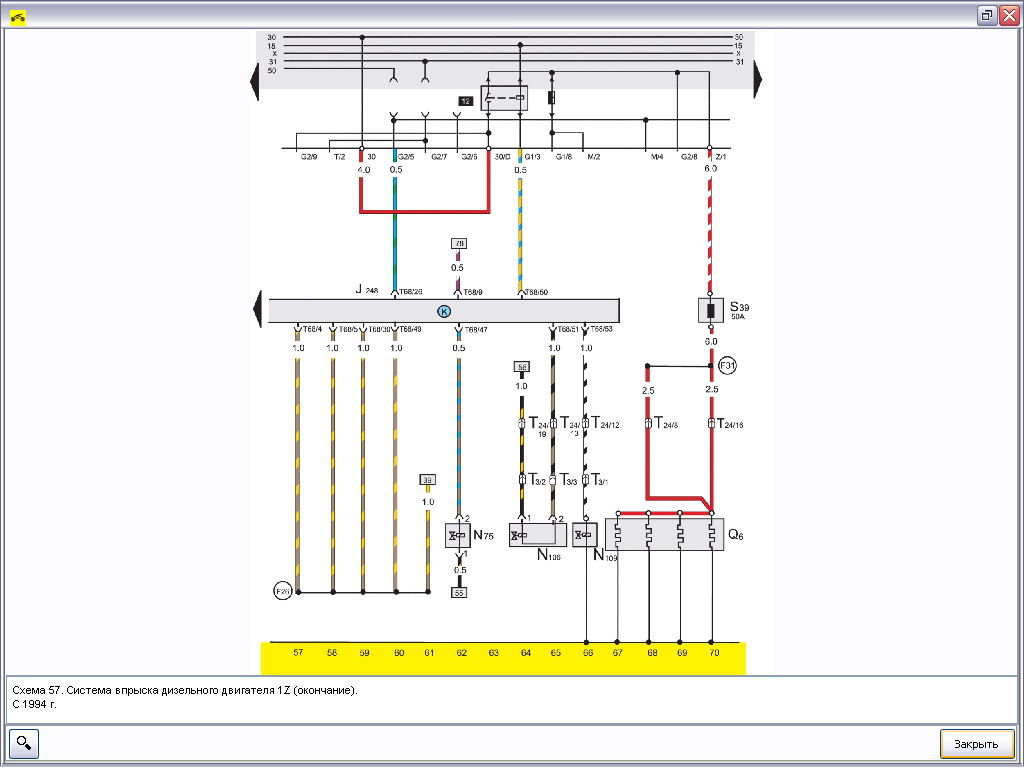 30 30
15 15
x x
31 31
50
12
G2/9 T/2 30 G2/5 G2/7 G2/6 30/D G1/3 G1/8 M/2 M/4 G2/8 Z/1
4.0 0.5 0.5 6.0
78
0.5
J 248 T68/26 T68/9 T68/50
K
S39
50A
T68/4 T68/5 T68/30 T68/49 T68/47 T68/51 T68/53
1.0 1.0 1.0 1.0 0.5 1.0 1.0 6.0
F31
1.0
2.5 2.5
T24/19 T24/13 T24/12 T24/8 T24/16
39 T3/2 T3/3 T3/1
1.0
2 1 2
N75 Q6
N106 N109
1
0.5
F26 55
57 58 59 60 61 62 63 64 65 66 67 68 69 70
Схема 57. Система впрыска дизельного двигателя 1Z (окончание).
С 1994 г.
Закрыть